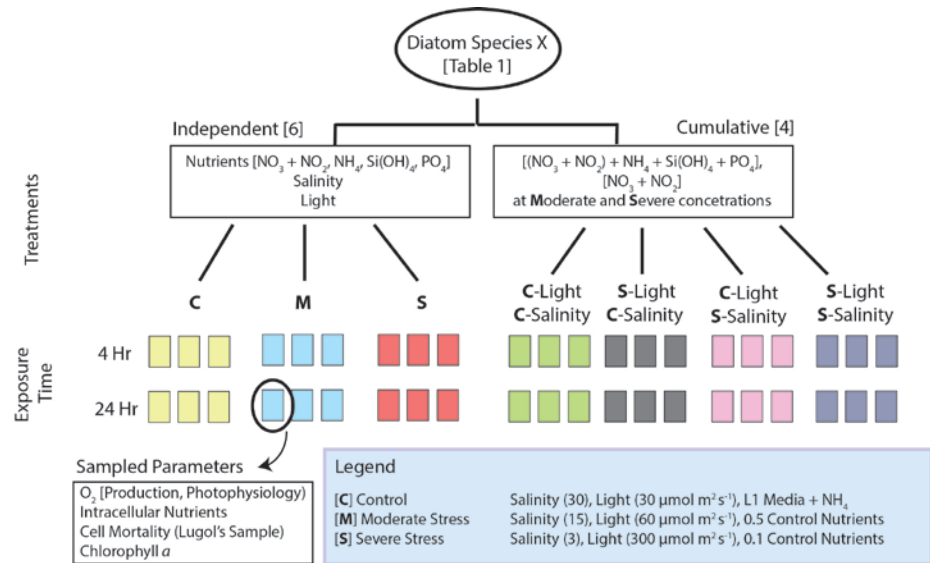 Diatom Species X
[Table 1]
Independent [6]
Cumulative [4]
Nutrients [NO3 + NO2, NH4, Si(OH)4, PO4]
Salinity
Light
[(NO3 + NO2) + NH4 + Si(OH)4 + PO4],
[NO3 + NO2]
at Moderate and Severe concetrations
Treatments
C
M
S
C-Light
C-Salinity
S-Light
C-Salinity
C-Light
S-Salinity
S-Light
S-Salinity
Exposure
Time
4 Hr
24 Hr
Sampled Parameters
O2 [Production, Photophysiology)
Intracellular Nutrients
Cell Mortality (Lugol's Sample)
Chlorophyll a
Legend
[C] Control Salinity (30), Light (30 µmol m2 s-1), L1 Media + NH4
[M] Moderate Stress Salinity (15), Light (60 µmol m2 s-1), 0.5 Control Nutrients
[S] Severe Stress Salinity (3), Light (300 µmol m2 s-1), 0.1 Control Nutrients